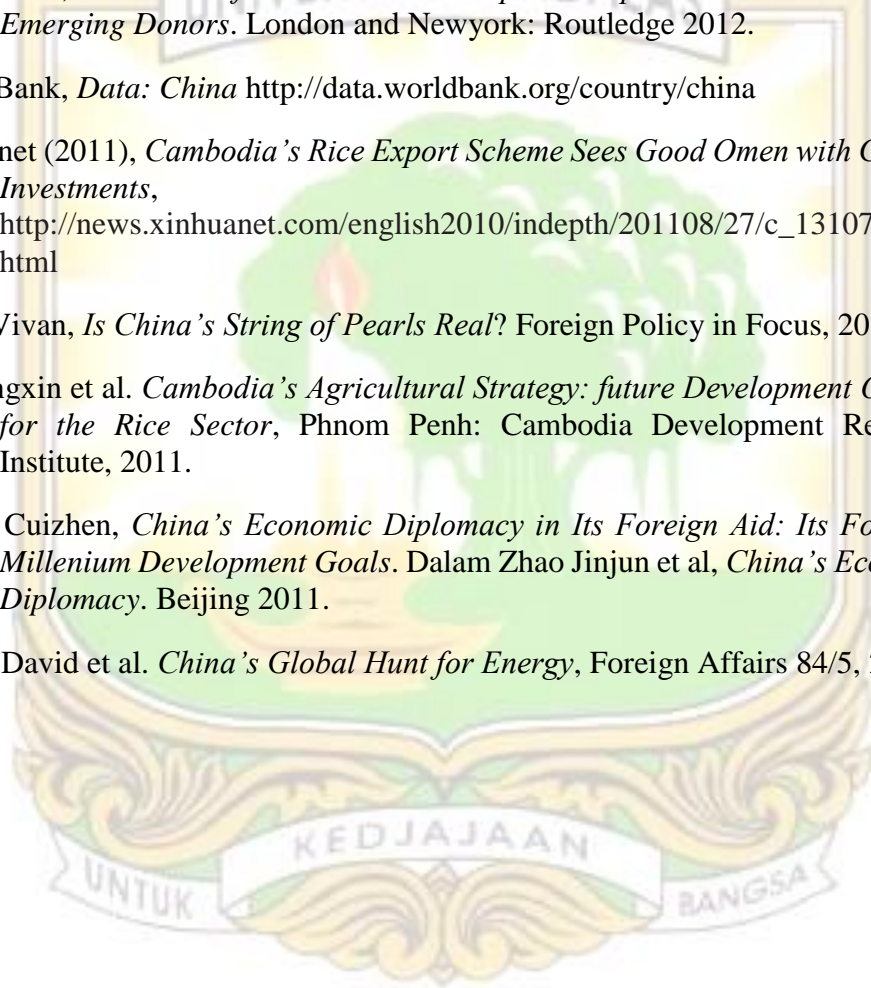 Emerging Donors. London and Newyork: Routledge 2012.
Bank, Data: China http://data.worldbank.org/country/china
net (2011), Cambodia’s Rice Export Scheme Sees Good Omen with
Investments,
http://news.xinhuanet.com/english2010/indepth/201108/27/c_13107
html
Vivan, Is China’s String of Pearls Real? Foreign Policy in Focus, 20
ngxin et al. Cambodia’s Agricultural Strategy: future Development
for the Rice Sector, Phnom Penh: Cambodia Development Re
Institute, 2011.
Cuizhen, China’s Economic Diplomacy in Its Foreign Aid: Its Fo
Millenium Development Goals. Dalam Zhao Jinjun et al, China’s Eco
Diplomacy. Beijing 2011.
David et al. China’s Global Hunt for Energy, Foreign Affairs 84/5,
UNTUK KEDJAJAAN BANGSA